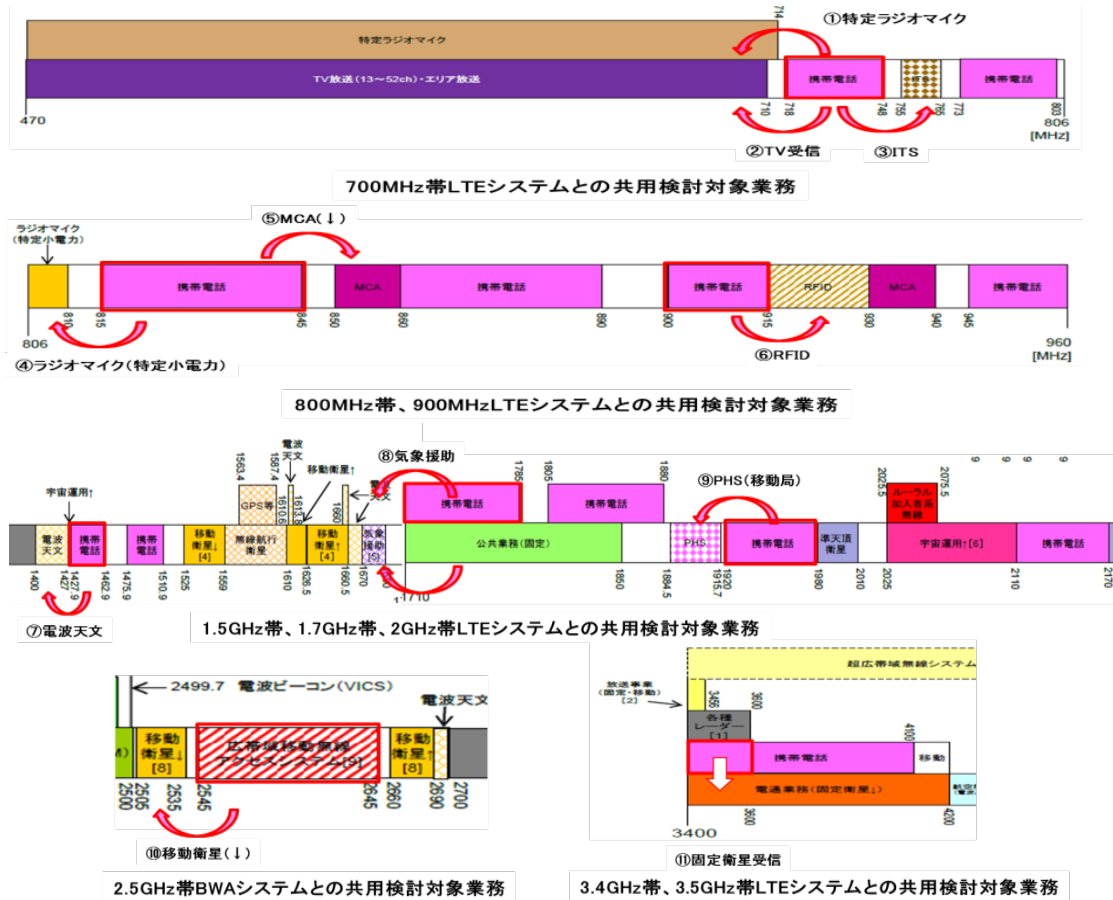 714
①特定ラジオマイク
特定ラジオマイク
TV放送(13～52ch)・エリア放送
携帯電話
ITS
携帯電話
470
710
718
748
755
765
773
803
806
[MHz]
②TV受信
③ITS
700MHz帯LTEシステムとの共用検討対象業務
⑤MCA(↓)
ラジオマイク
(特定小電力)
携帯電話
MCA
携帯電話
携帯電話
RFID
MCA
携帯電話
806
810
815
845
850
860
890
900
915
930
940
945
960
[MHz]
④ラジオマイク(特定小電力)
⑥RFID
800MHz帯、900MHzLTEシステムとの共用検討対象業務
宇宙運用↑
1563.4
1587.4
電波
天文
1610.6
1613.8
移動衛星↑
1660
電波
天文
⑧気象援助
1785
1805
1880
⑨PHS(移動局)
2025.5
2075.5
9
9
9
9
GPS等
携帯電話
携帯電話
ルーラル
加入者系
無線
電波
天文
携帯
電話
携帯
電話
移動
衛星↓
[4]
無線航行
衛星
移動
衛星↑
[4]
気象
援助
[5]
公共業務(固定)
PHS
携帯電話
準天頂
衛星
宇宙運用↑[6]
携帯電話
1400
1427
1427.9
1462.9
1475.9
1510.9
1525
1599
1610
1626.5
1660.5
1670
1710
1850
1884.5
1915.7
1920
1980
2010
2025
2110
2170
⑦電波天文
1.5GHz帯、1.7GHz帯、2GHz帯LTEシステムとの共用検討対象業務
2499.7 電波ビーコン(VICS)
電波天文
M)
移動
衛星↓
[8]
広帯域移動無線
アクセスシステム[9]
移動
衛星↑
[8]
2500
2505
2535
2545
2645
2660
2690
2700
⑩移動衛星(↓)
2.5GHz帯BWAシステムとの共用検討対象業務
超広帯域無線システム
放送事業
(固定・移動)
[2]
3456
3600
各種
レーダー
[1]
4100
携帯電話
移動
電通業務(固定衛星↓)
3400
3600
4200
⑪固定衛星受信
3.4GHz帯、3.5GHz帯LTEシステムとの共用検討対象業務